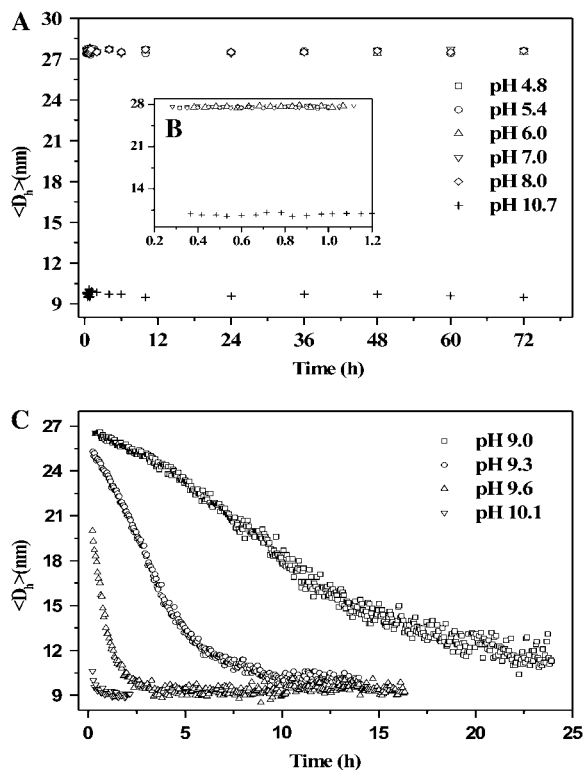 A
30
27
24
21
18
15
12
9
<D_h>(nm)
0 12 24 36 48 60 72
Time (h)
pH 4.8
pH 5.4
pH 6.0
pH 7.0
pH 8.0
pH 10.7
B
28
21
14
0.2 0.4 0.6 0.8 1.0 1.2
C
27
24
21
18
15
12
9
<D_h>(nm)
0 5 10 15 20 25
Time (h)
pH 9.0
pH 9.3
pH 9.6
pH 10.1